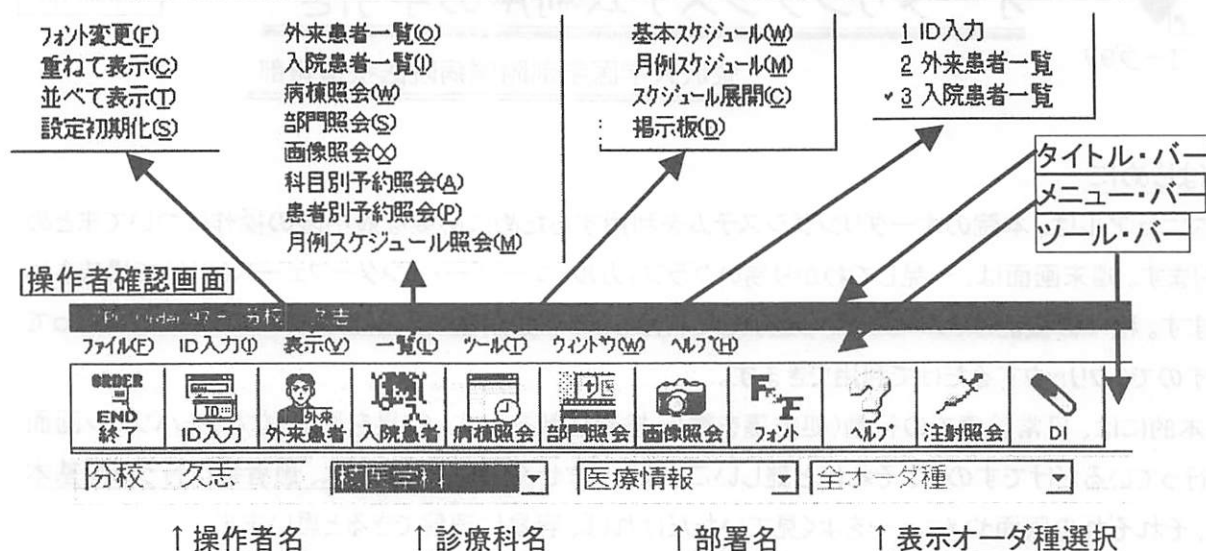 フォント変更(F)
重ねて表示(C)
並べて表示(T)
設定初期化(S)
外来患者一覧(O)
入院患者一覧(I)
病棟照会(W)
部門照会(S)
画像照会(X)
科目別予約照会(A)
患者別予約照会(P)
月例スケジュール照会(M)
基本スケジュール(W)
月例スケジュール(M)
スケジュール展開(C)
掲示板(D)
1 ID入力
2 外来患者一覧
✓3 入院患者一覧
タイトル・バー
メニュー・バー
ツール・バー
[操作者確認画面]
分校 久志
ファイル(F) ID入力(I) 表示(V) 一覧(L) ツール(T) ウィンドウ(W) ヘルプ(H)
ORDER
END
ID
外来
終了 ID入力 外来患者 入院患者 病棟照会 部門照会 画像照会 フォント ヘルプ 注射照会 DI
分校 久志 医療情報 全オーダ種
↑操作者名 ↑診療科名 ↑部署名 ↑表示オーダ種選択